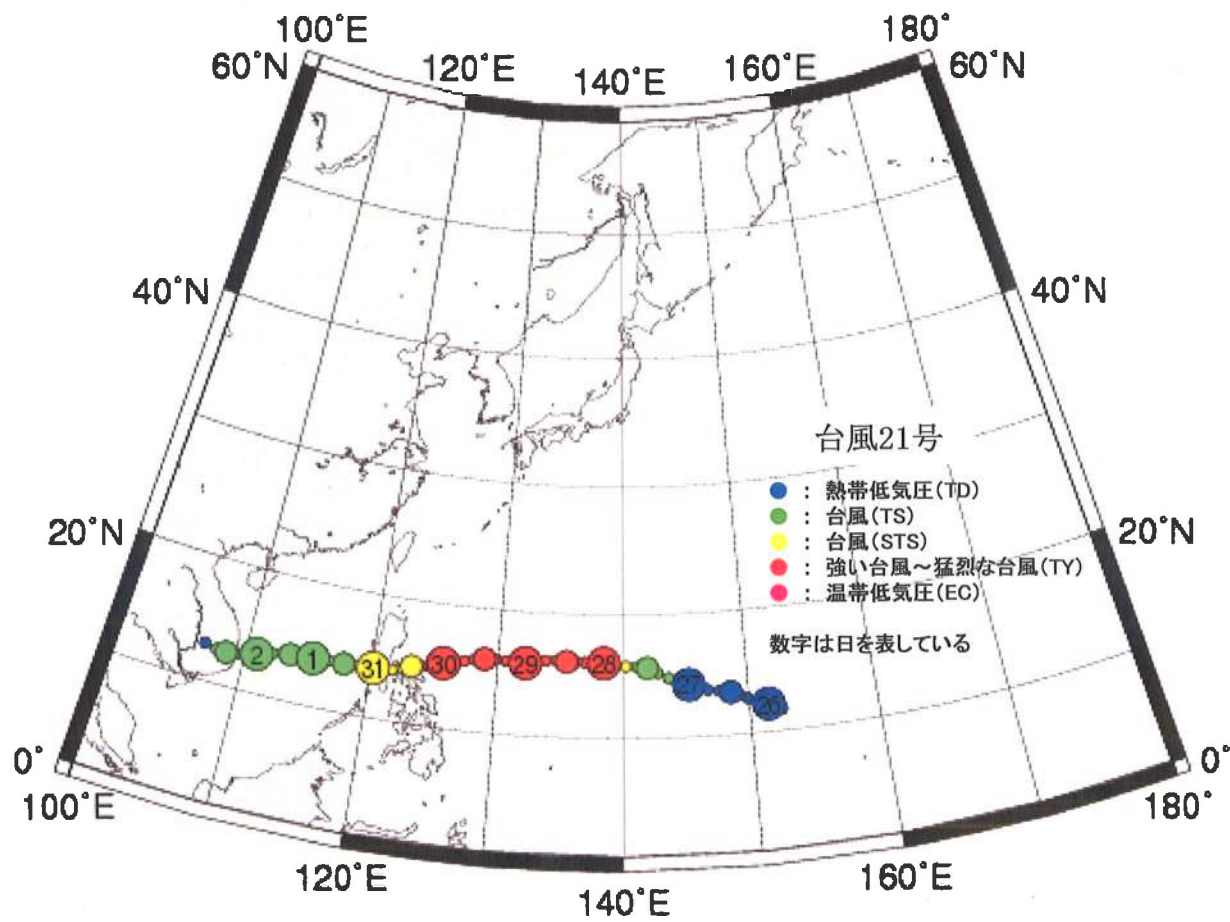 100°E
180°
60°N
120°E
140°E
160°E
60°N
40°N
40°N
台風21号
● : 熱帯低気圧(TD)
● : 台風(TS)
● : 台風(STS)
● : 強い台風~猛烈な台風(TY)
● : 温帯低気圧(EC)
数字は日を表している
20°N
20°N
2
1
31
30
29
28
27
26
0°
0°
100°E
180°
120°E
140°E
160°E